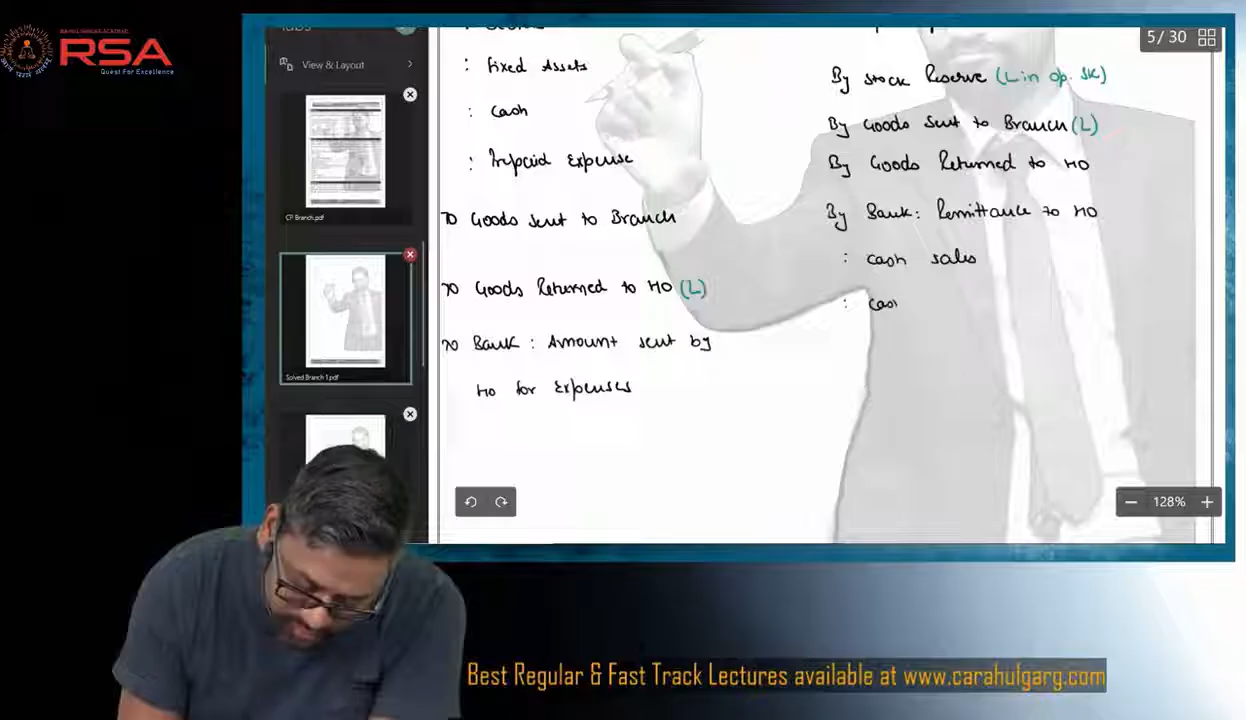 RSA
Quest For Excellence
View & Layout
CP Branch.pdf
Solved Branch 1.pdf
5 / 30
: Fixed Assets
: Cash
: Prepaid Expense
To Goods Sent to Branch
To Goods Returned to HO (L)
To Bank : Amount sent by
HO for Expenses
By Stock Reserve (L in op. SK)
By Goods Sent to Branch (L)
By Goods Returned to HO
By Bank : Remittance to HO
: Cash sales
: Cas
128%
Best Regular & Fast Track Lectures available at www.carahulgarg.com